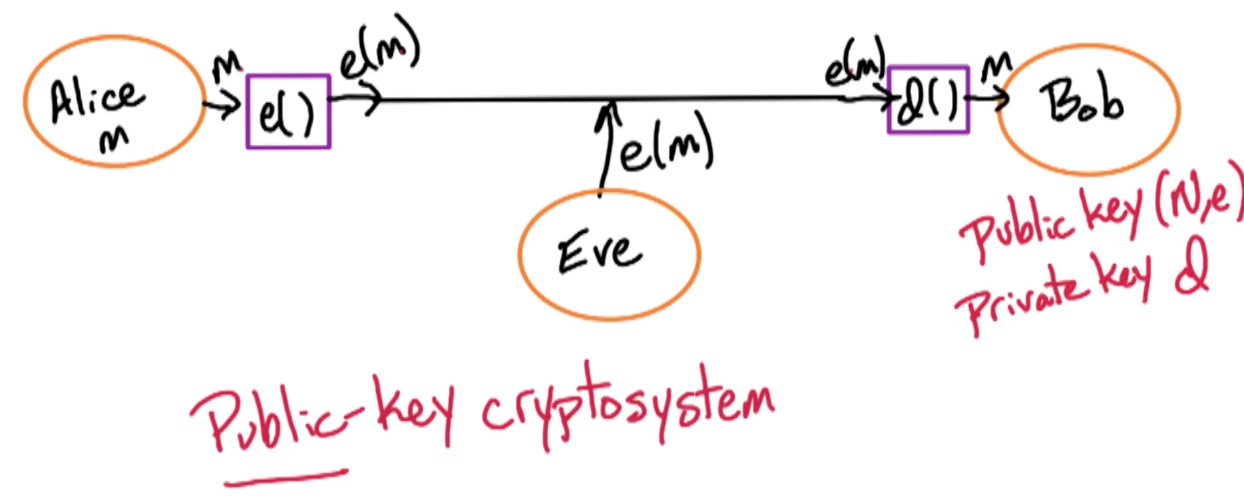 Alice
m
m
e()
e(m)
e(m)
d()
m
Bob
e(m)
Eve
Public key (N,e)
Private key d
Public-key cryptosystem